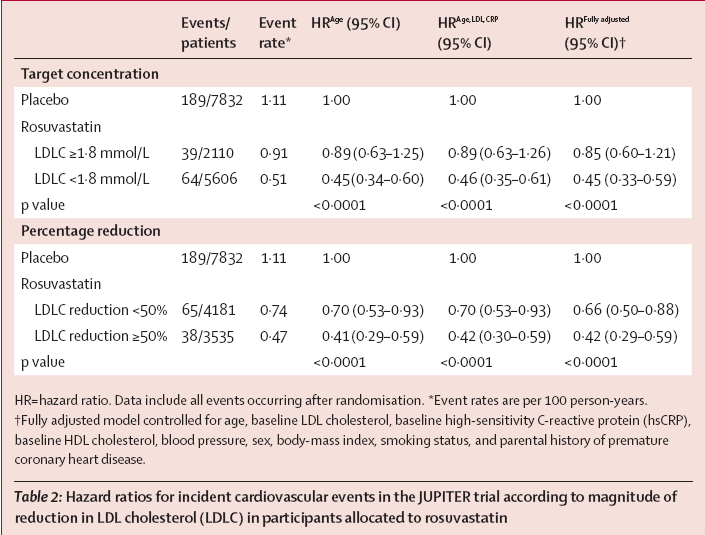 Events/ Event HR^Age (95% CI) HR^Age, LDL, CRP HR^Fully adjusted
patients rate* (95% CI) (95% CI)†
Target concentration
Placebo 189/7832 1·11 1·00 1·00 1·00
Rosuvastatin
LDLC ≥1·8 mmol/L 39/2110 0·91 0·89 (0·63–1·25) 0·89 (0·63–1·26) 0·85 (0·60–1·21)
LDLC <1·8 mmol/L 64/5606 0·51 0·45 (0·34–0·60) 0·46 (0·35–0·61) 0·45 (0·33–0·59)
p value <0·0001 <0·0001 <0·0001
Percentage reduction
Placebo 189/7832 1·11 1·00 1·00 1·00
Rosuvastatin
LDLC reduction <50% 65/4181 0·74 0·70 (0·53–0·93) 0·70 (0·53–0·93) 0·66 (0·50–0·88)
LDLC reduction ≥50% 38/3535 0·47 0·41 (0·29–0·59) 0·42 (0·30–0·59) 0·42 (0·29–0·59)
p value <0·0001 <0·0001 <0·0001
HR=hazard ratio. Data include all events occurring after randomisation. *Event rates are per 100 person-years.
†Fully adjusted model controlled for age, baseline LDL cholesterol, baseline high-sensitivity C-reactive protein (hsCRP),
baseline HDL cholesterol, blood pressure, sex, body-mass index, smoking status, and parental history of premature
coronary heart disease.
Table 2: Hazard ratios for incident cardiovascular events in the JUPITER trial according to magnitude of
reduction in LDL cholesterol (LDLC) in participants allocated to rosuvastatin